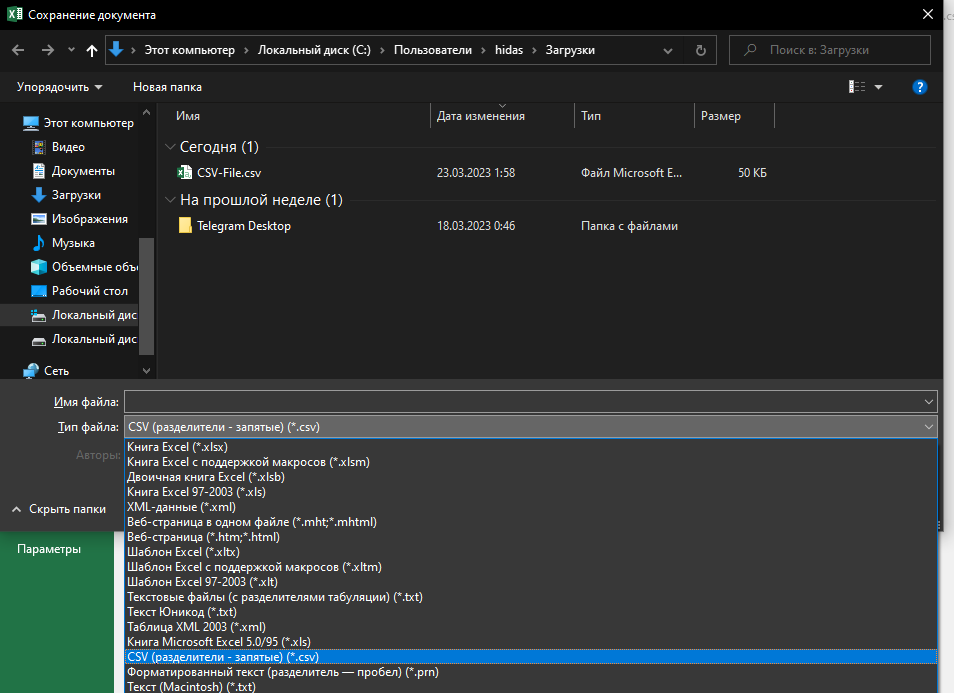 Сохранение документа
Этот компьютер › Локальный диск (C:) › Пользователи › hidas › Загрузки
Поиск в: Загрузки
Упорядочить
Новая папка
Этот компьютер
Видео
Документы
Загрузки
Изображения
Музыка
Объемные объ
Рабочий стол
Локальный дис
Локальный дис
Сеть
Имя Дата изменения Тип Размер
Сегодня (1)
CSV-File.csv 23.03.2023 1:58 Файл Microsoft E... 50 КБ
На прошлой неделе (1)
Telegram Desktop 18.03.2023 0:46 Папка с файлами
Имя файла:
Тип файла: CSV (разделители - запятые) (*.csv)
Авторы:
Книга Excel (*.xlsx)
Книга Excel с поддержкой макросов (*.xlsm)
Двоичная книга Excel (*.xlsb)
Книга Excel 97-2003 (*.xls)
XML-данные (*.xml)
Веб-страница в одном файле (*.mht;*.mhtml)
Веб-страница (*.htm;*.html)
Шаблон Excel (*.xltx)
Шаблон Excel с поддержкой макросов (*.xltm)
Шаблон Excel 97-2003 (*.xlt)
Текстовые файлы (с разделителями табуляции) (*.txt)
Текст Юникод (*.txt)
Таблица XML 2003 (*.xml)
Книга Microsoft Excel 5.0/95 (*.xls)
CSV (разделители - запятые) (*.csv)
Форматированный текст (разделитель — пробел) (*.prn)
Текст (Macintosh) (*.txt)
Скрыть папки
Параметры